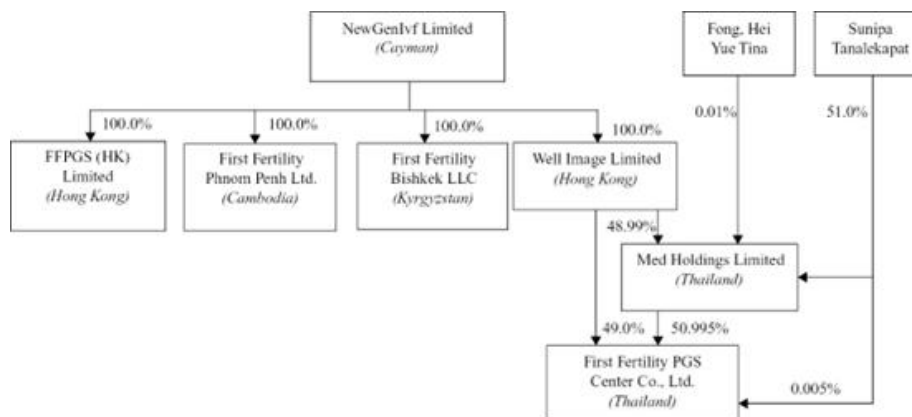 NewGenIvf Limited
(Cayman)
Fong, Hei
Yue Tina
Sunipa
Tanalekapat
0.01%
51.0%
100.0%
100.0%
100.0%
100.0%
FFPGS (HK)
Limited
(Hong Kong)
First Fertility
Phnom Penh Ltd.
(Cambodia)
First Fertility
Bishkek LLC
(Kyrgyzstan)
Well Image Limited
(Hong Kong)
48.99%
Med Holdings Limited
(Thailand)
49.0%
50.995%
First Fertility PGS
Center Co., Ltd.
(Thailand)
0.005%